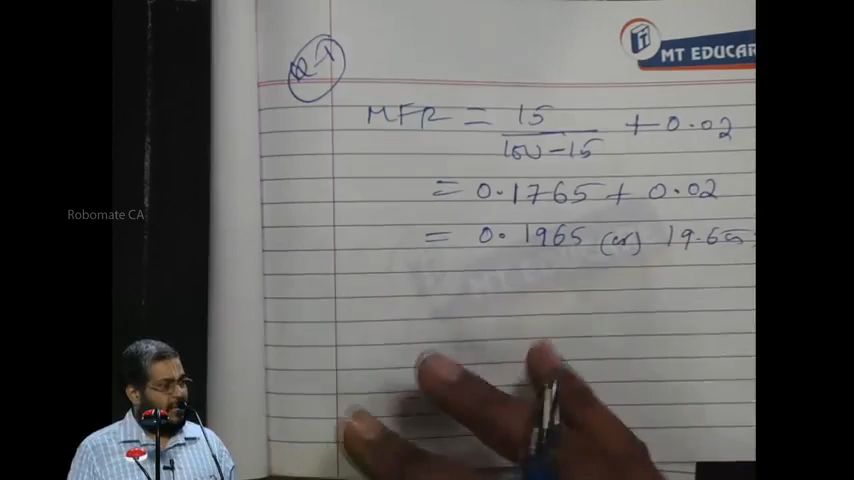 Q-1
MT EDUCAR
MFR = 15 / 100-15 + 0.02
= 0.1765 + 0.02
= 0.1965 (or) 19.65
Robomate CA